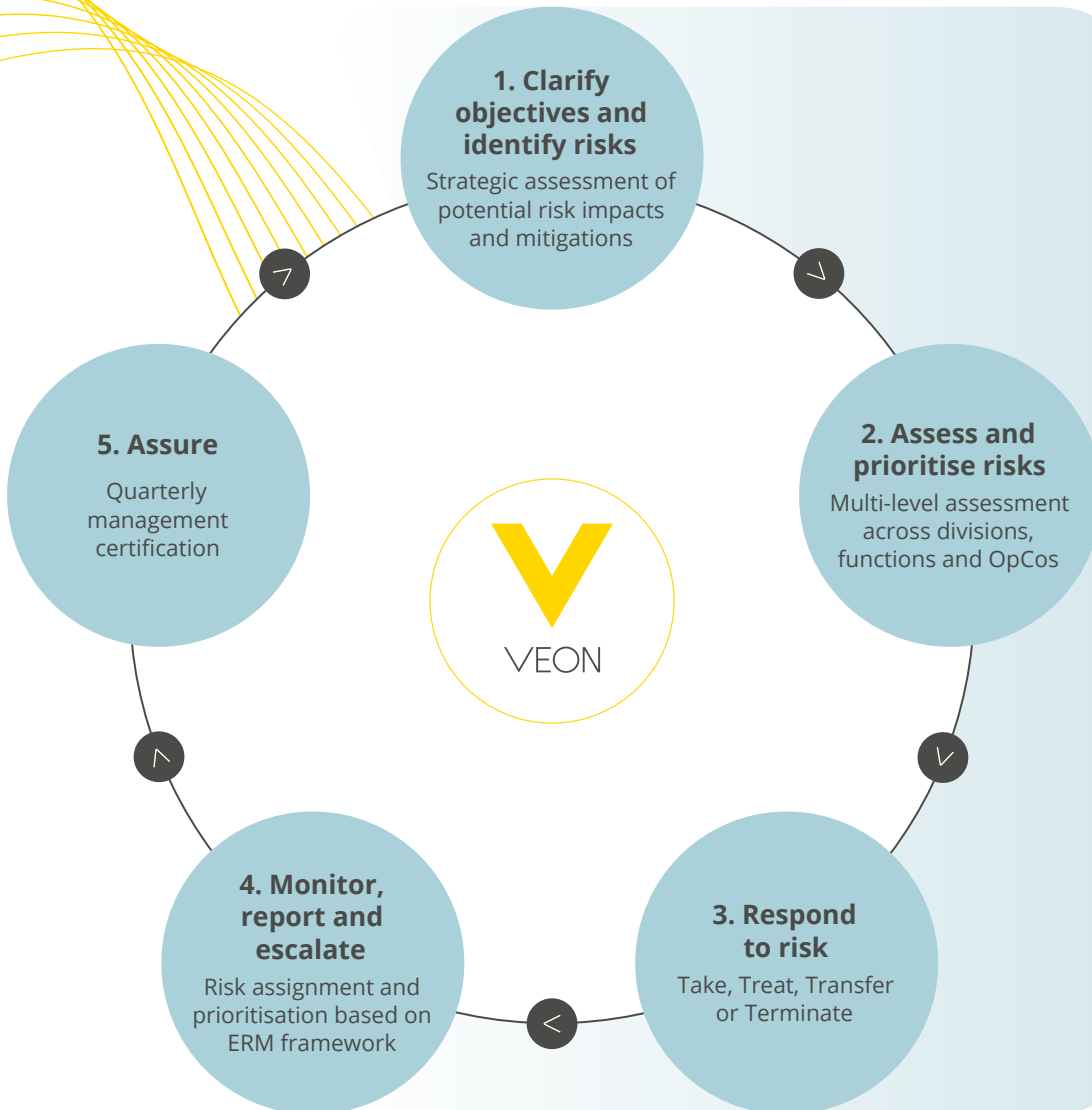 1. Clarify
objectives and
identify risks
Strategic assessment of
potential risk impacts
and mitigations
2. Assess and
prioritise risks
Multi-level assessment
across divisions,
functions and OpCos
3. Respond
to risk
Take, Treat, Transfer
or Terminate
4. Monitor,
report and
escalate
Risk assignment and
prioritisation based on
ERM framework
5. Assure
Quarterly
management
certification
VEON